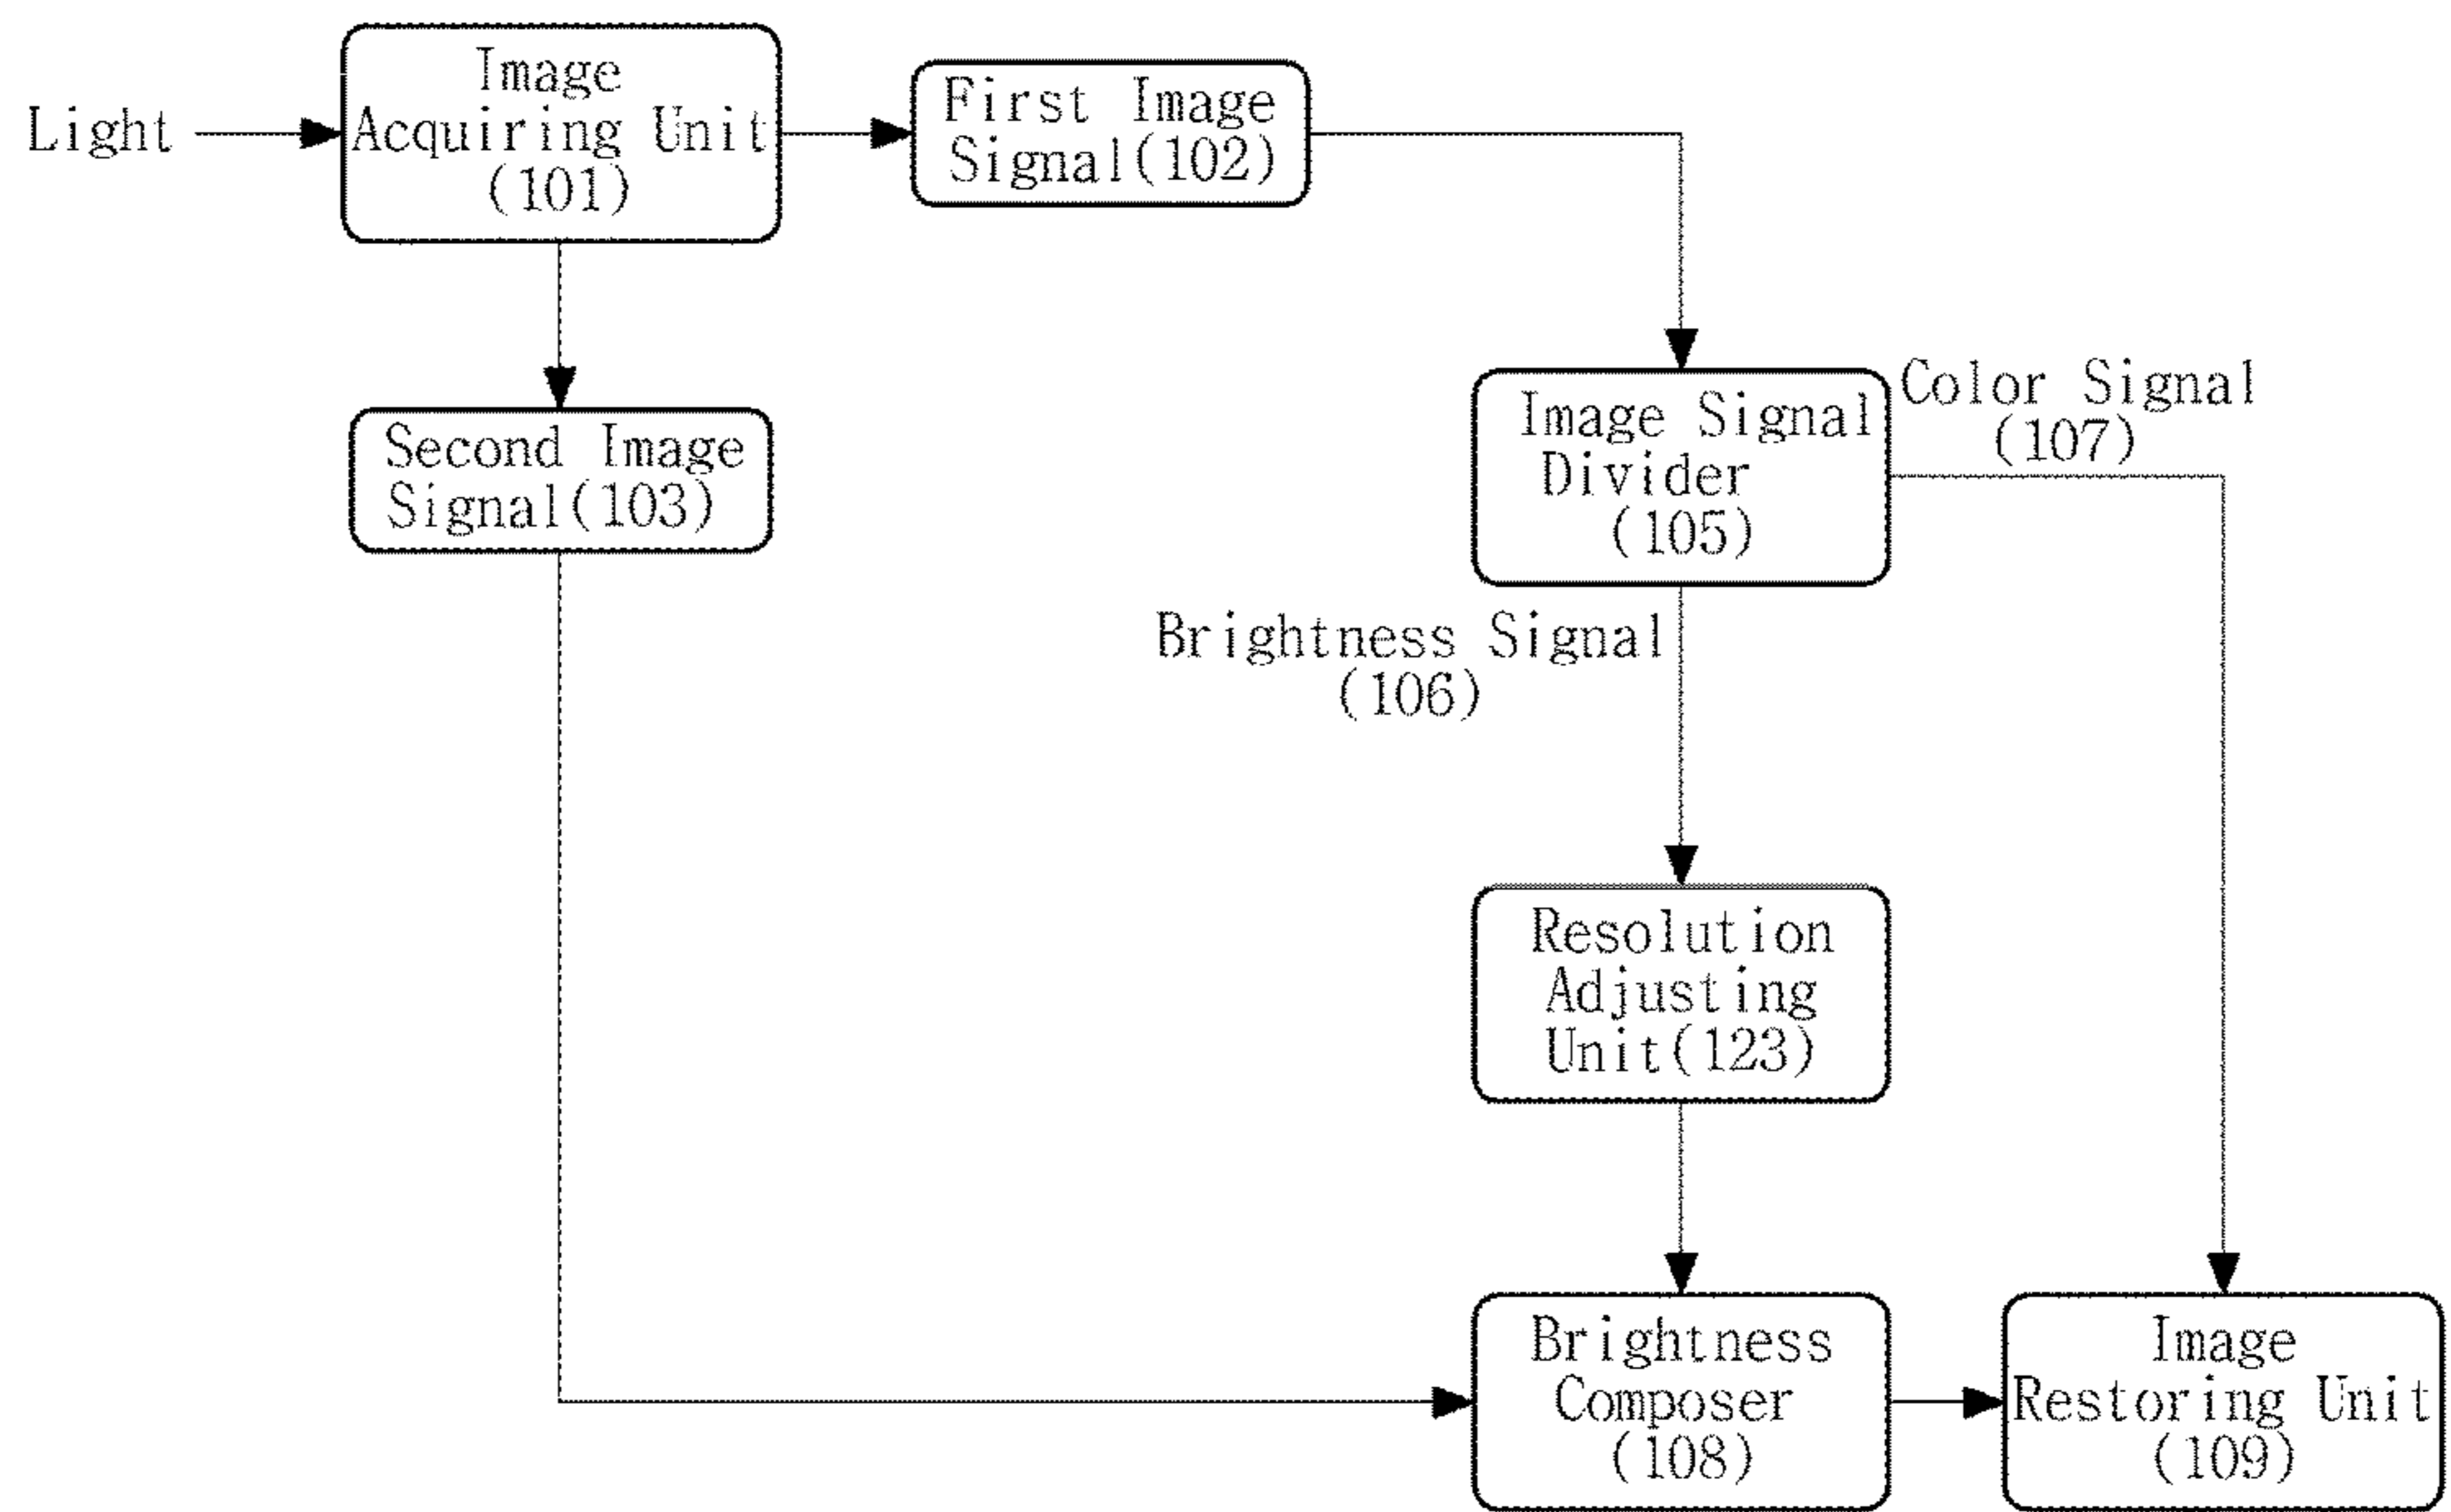 Light
Image
Acquiring Unit
(101)
First Image
Signal(102)
Second Image
Signal(103)
Image Signal
Divider
(105)
Color Signal
(107)
Brightness Signal
(106)
Resolution
Adjusting
Unit(123)
Brightness
Composer
(108)
Image
Restoring Unit
(109)